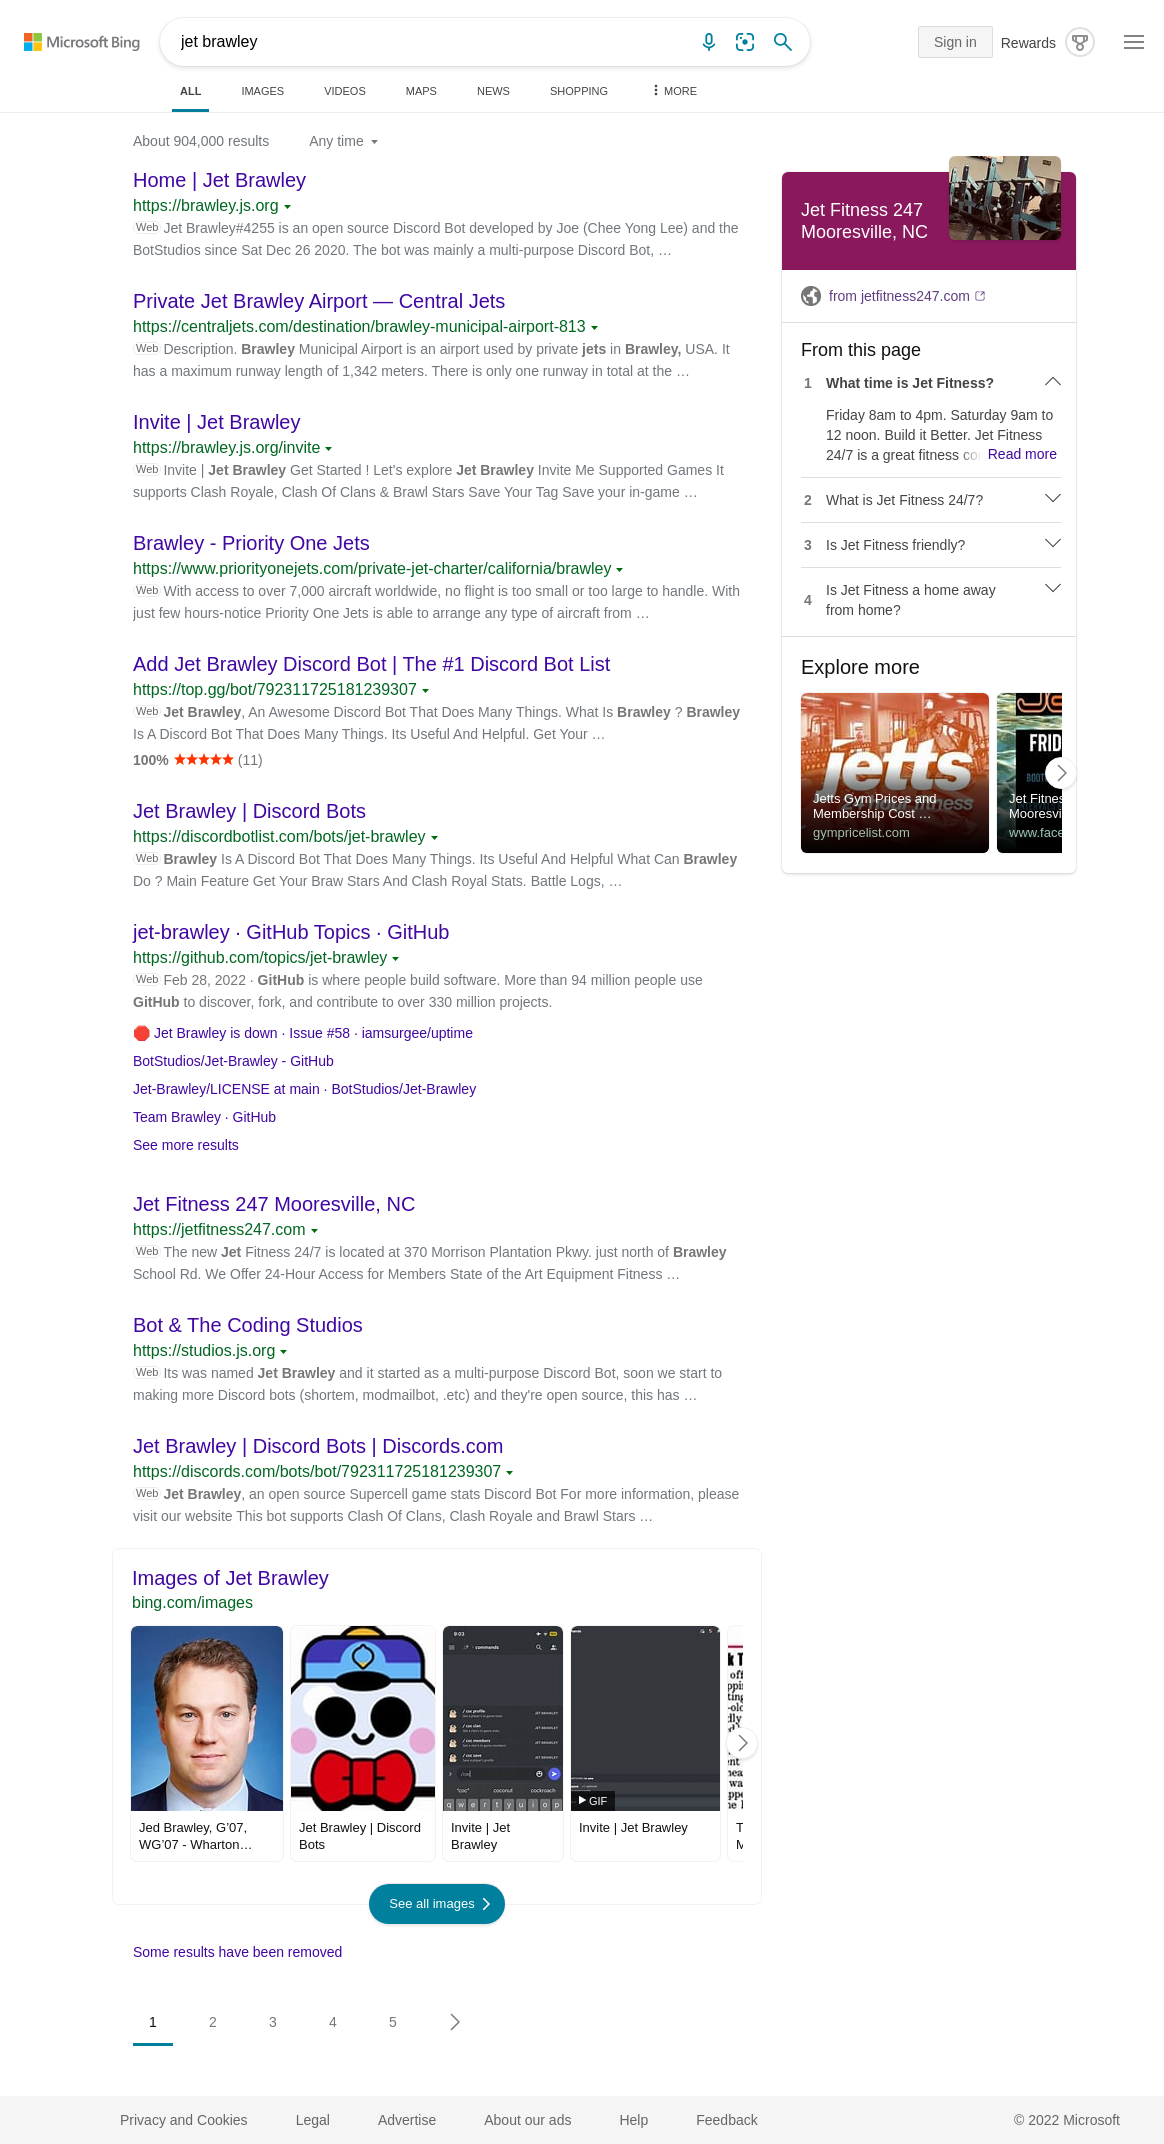 Microsoft Bing
jet brawley
Sign in
Rewards
ALL IMAGES VIDEOS MAPS NEWS SHOPPING MORE
About 904,000 results Any time
Home | Jet Brawley
https://brawley.js.org
Web Jet Brawley#4255 is an open source Discord Bot developed by Joe (Chee Yong Lee) and the
BotStudios since Sat Dec 26 2020. The bot was mainly a multi-purpose Discord Bot, …
Private Jet Brawley Airport — Central Jets
https://centraljets.com/destination/brawley-municipal-airport-813
Web Description. Brawley Municipal Airport is an airport used by private jets in Brawley, USA. It
has a maximum runway length of 1,342 meters. There is only one runway in total at the …
Invite | Jet Brawley
https://brawley.js.org/invite
Web Invite | Jet Brawley Get Started ! Let's explore Jet Brawley Invite Me Supported Games It
supports Clash Royale, Clash Of Clans & Brawl Stars Save Your Tag Save your in-game …
Brawley - Priority One Jets
https://www.priorityonejets.com/private-jet-charter/california/brawley
Web With access to over 7,000 aircraft worldwide, no flight is too small or too large to handle. With
just few hours-notice Priority One Jets is able to arrange any type of aircraft from …
Add Jet Brawley Discord Bot | The #1 Discord Bot List
https://top.gg/bot/792311725181239307
Web Jet Brawley, An Awesome Discord Bot That Does Many Things. What Is Brawley ? Brawley
Is A Discord Bot That Does Many Things. Its Useful And Helpful. Get Your …
100% ★★★★★ (11)
Jet Brawley | Discord Bots
https://discordbotlist.com/bots/jet-brawley
Web Brawley Is A Discord Bot That Does Many Things. Its Useful And Helpful What Can Brawley
Do ? Main Feature Get Your Braw Stars And Clash Royal Stats. Battle Logs, …
jet-brawley · GitHub Topics · GitHub
https://github.com/topics/jet-brawley
Web Feb 28, 2022 · GitHub is where people build software. More than 94 million people use
GitHub to discover, fork, and contribute to over 330 million projects.
🛑 Jet Brawley is down · Issue #58 · iamsurgee/uptime
BotStudios/Jet-Brawley - GitHub
Jet-Brawley/LICENSE at main · BotStudios/Jet-Brawley
Team Brawley · GitHub
See more results
Jet Fitness 247 Mooresville, NC
https://jetfitness247.com
Web The new Jet Fitness 24/7 is located at 370 Morrison Plantation Pkwy. just north of Brawley
School Rd. We Offer 24-Hour Access for Members State of the Art Equipment Fitness …
Bot & The Coding Studios
https://studios.js.org
Web Its was named Jet Brawley and it started as a multi-purpose Discord Bot, soon we start to
making more Discord bots (shortem, modmailbot, .etc) and they're open source, this has …
Jet Brawley | Discord Bots | Discords.com
https://discords.com/bots/bot/792311725181239307
Web Jet Brawley, an open source Supercell game stats Discord Bot For more information, please
visit our website This bot supports Clash Of Clans, Clash Royale and Brawl Stars …
Images of Jet Brawley
bing.com/images
9:03
commands
/ coc profile
JET BRAWLEY
/ coc clan
JET BRAWLEY
/ coc members
JET BRAWLEY
/ coc save
JET BRAWLEY
"coc" coconut cockroach
q w e r t y u i o p
GIF
Jed Brawley, G'07,
WG'07 - Wharton…
Jet Brawley | Discord
Bots
Invite | Jet
Brawley
Invite | Jet Brawley
See all images
Some results have been removed
1 2 3 4 5
Jet Fitness 247
Mooresville, NC
from jetfitness247.com
From this page
1 What time is Jet Fitness?
Friday 8am to 4pm. Saturday 9am to
12 noon. Build it Better. Jet Fitness
24/7 is a great fitness co Read more
2 What is Jet Fitness 24/7?
3 Is Jet Fitness friendly?
4 Is Jet Fitness a home away
from home?
Explore more
jetts
24 hour fitness
Jetts Gym Prices and
Membership Cost …
gympricelist.com
FRID
BOOT
Jet Fitnes
Mooresvi
www.face
Privacy and Cookies Legal Advertise About our ads Help Feedback © 2022 Microsoft